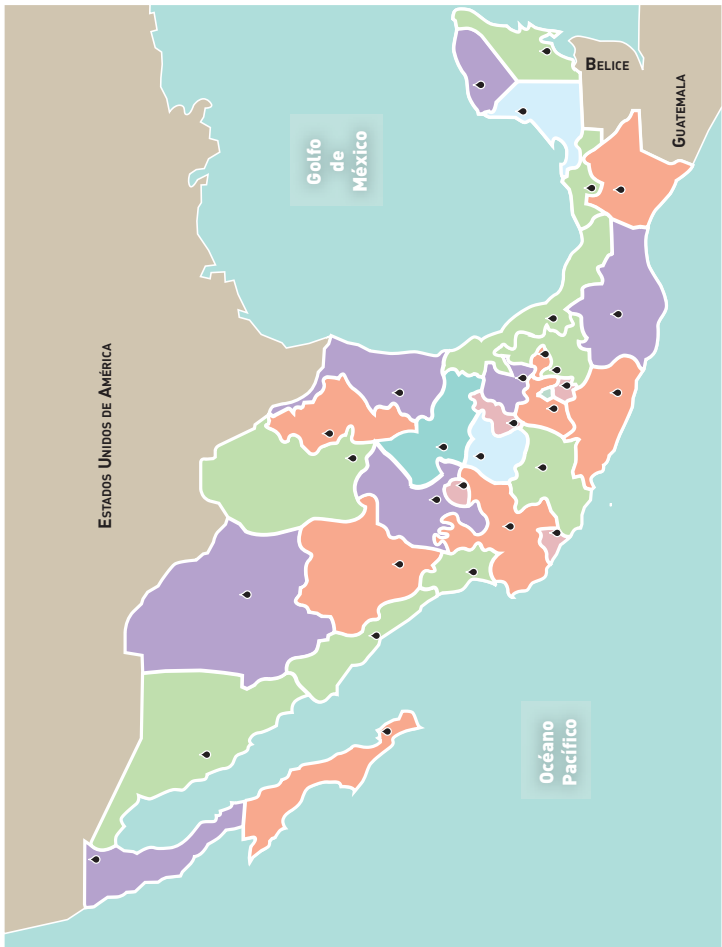 ESTADOS UNIDOS DE AMÉRICA
Golfo
de
México
BELICE
GUATEMALA
Océano
Pacífico